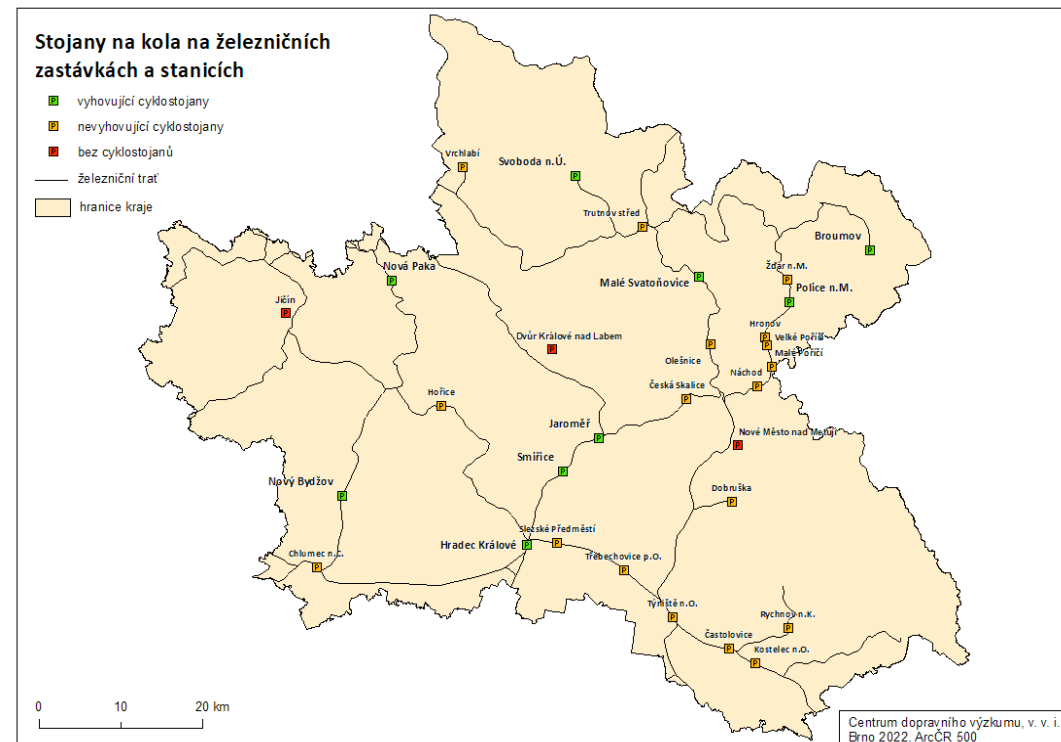 Stojany na kola na železničních
zastávkách a stanicích
P vyhovující cyklostojany
P nevyhovující cyklostojany
P bez cyklostojanů
železniční trať
hranice kraje
Vrchlabí
P
Svoboda n.Ú.
P
Trutnov střed
P
Broumov
P
Nová Paka
P
Malé Svatoňovice
P
Ždár n.M.
P
Police n.M.
P
Jičín
P
Hronov
P
Velké Poříčí
P
Dvůr Králové nad Labem
P
Olešnice
P
Malé Poříčí
P
Náchod
P
Česká Skalice
P
Hořice
P
Jaroměř
P
Nové Město nad Metují
P
Smiřice
P
Nový Bydžov
P
Dobruška
P
Slezské Předměstí
P
Hradec Králové
P
Chlumec n.C.
P
Třebechovice p.O.
P
Týniště n.O.
P
Rychnov n.K.
P
Častolovice
P
Kostelec n.O.
P
0 10 20 km
Centrum dopravního výzkumu, v. v. i.
Brno 2022, ArcČR 500